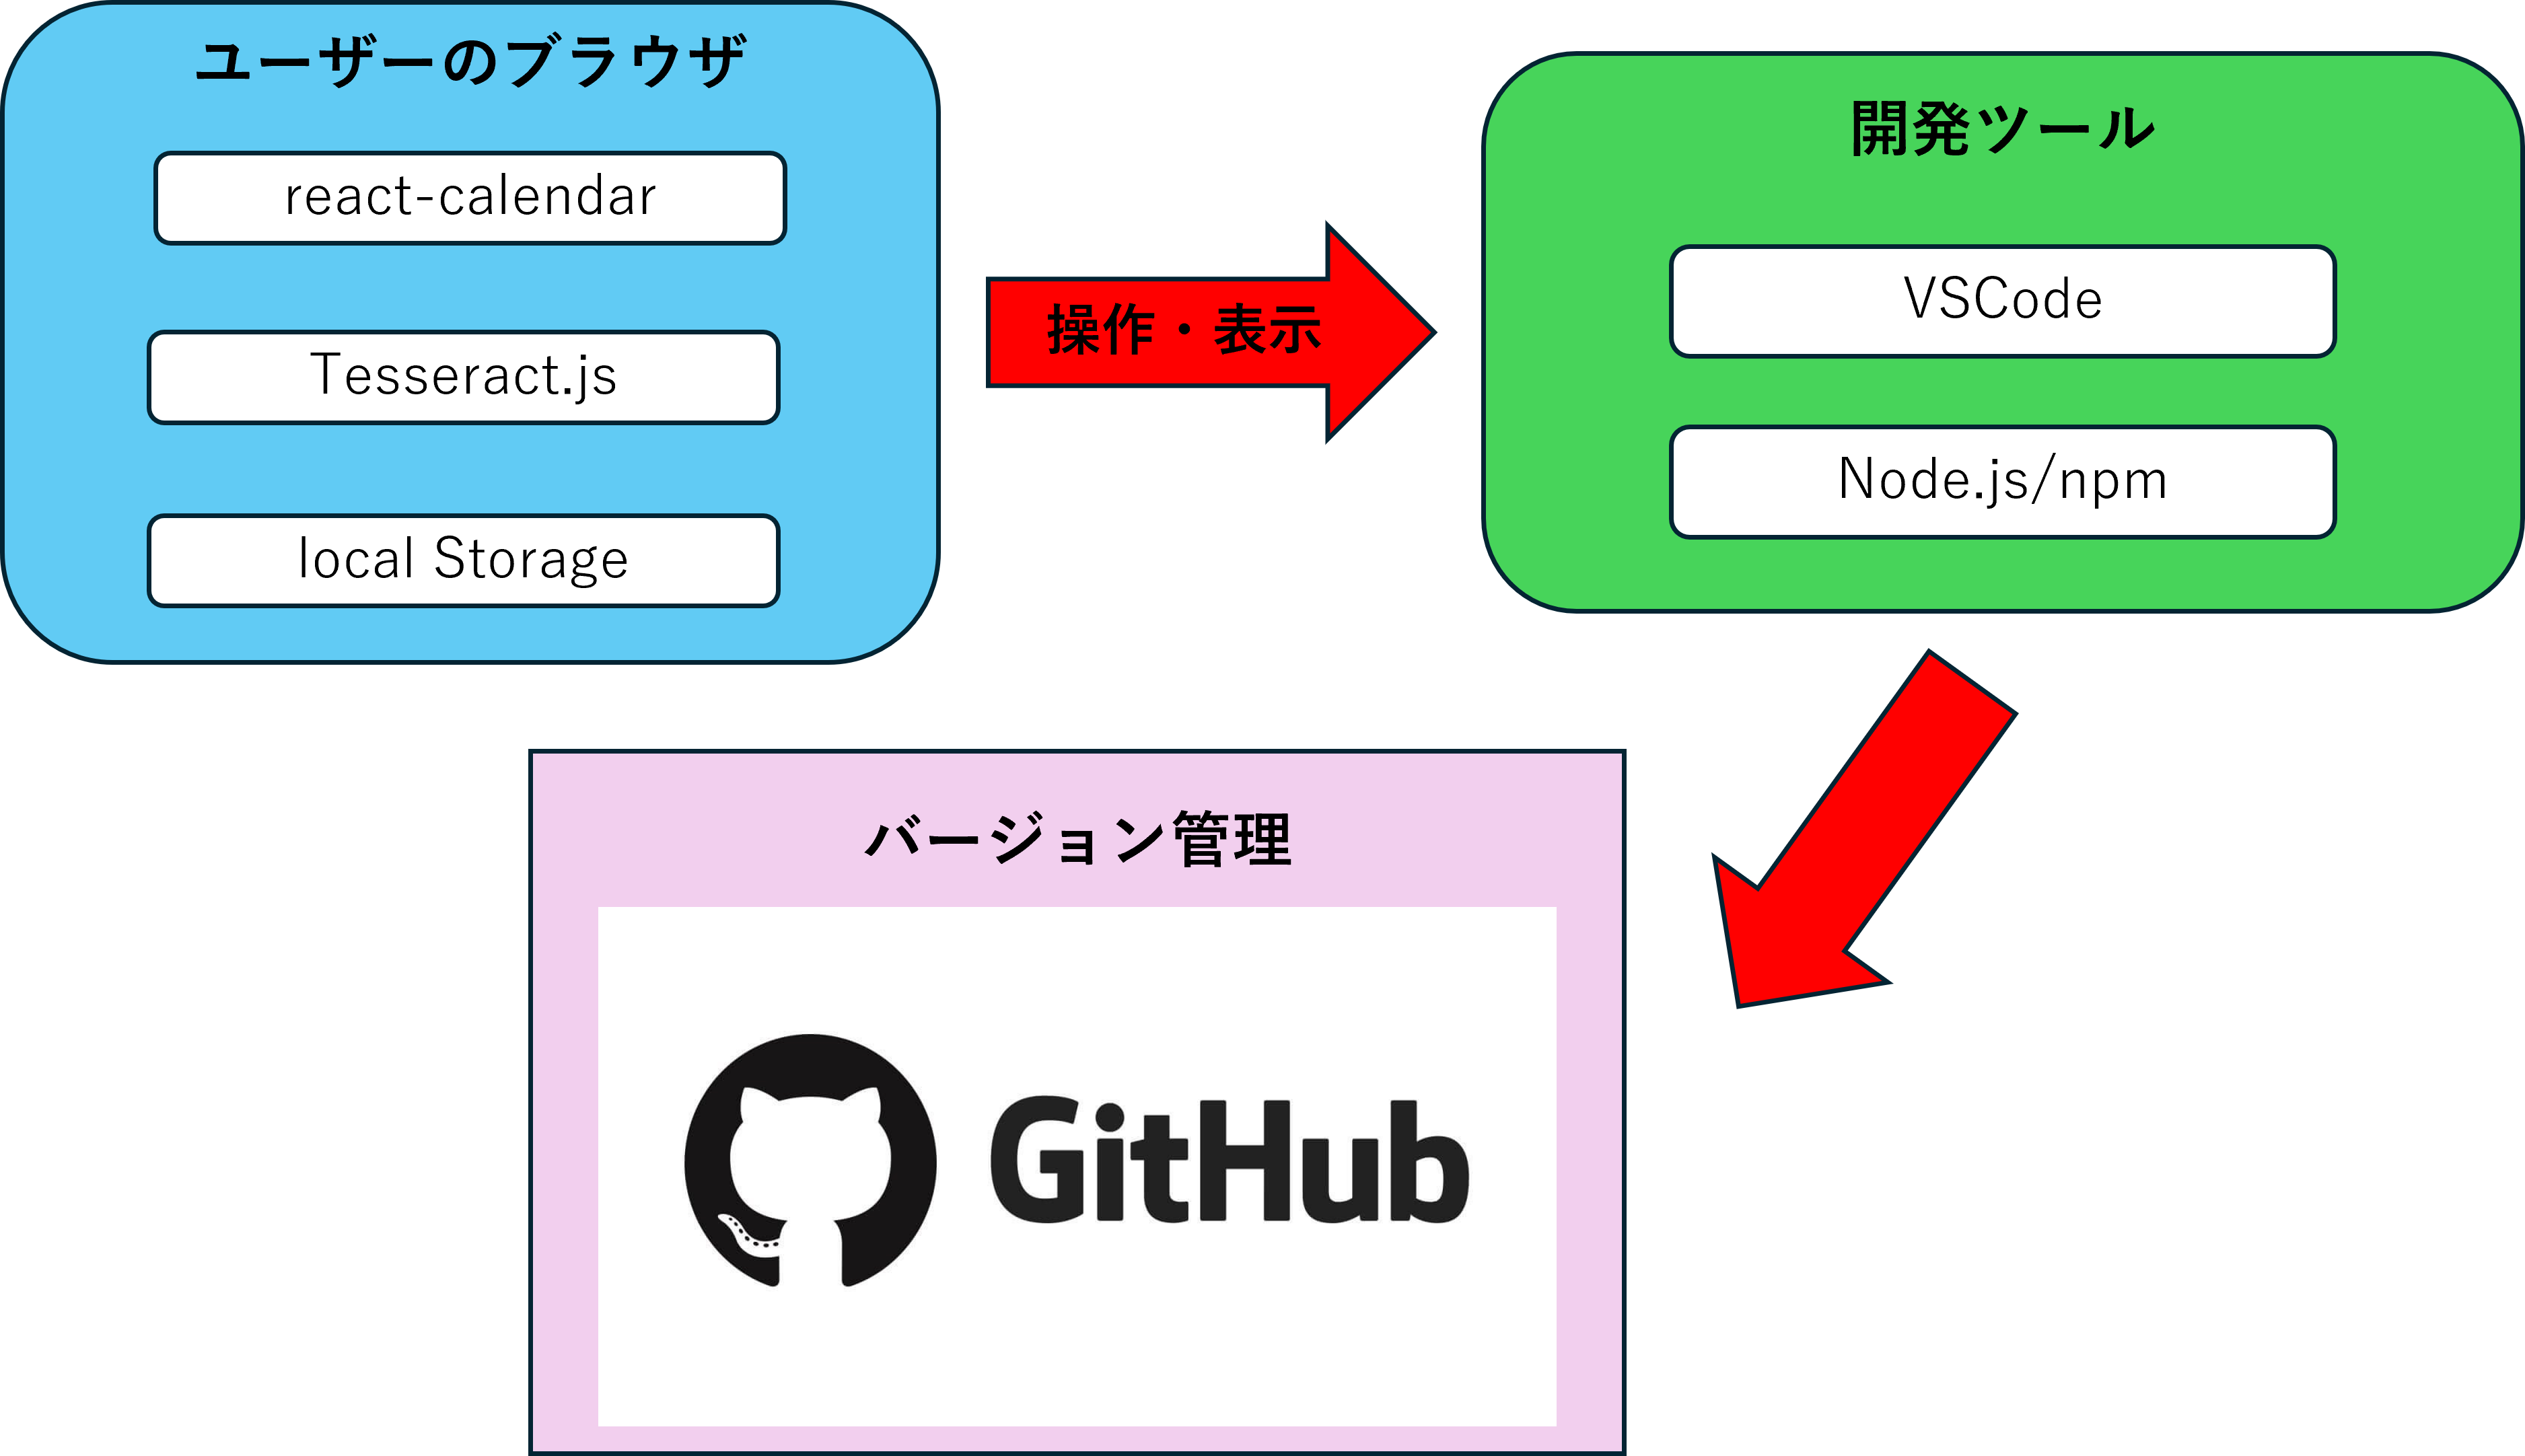 ユーザーのブラウザ
react-calendar
Tesseract.js
local Storage
操作・表示
開発ツール
VSCode
Node.js/npm
バージョン管理
GitHub